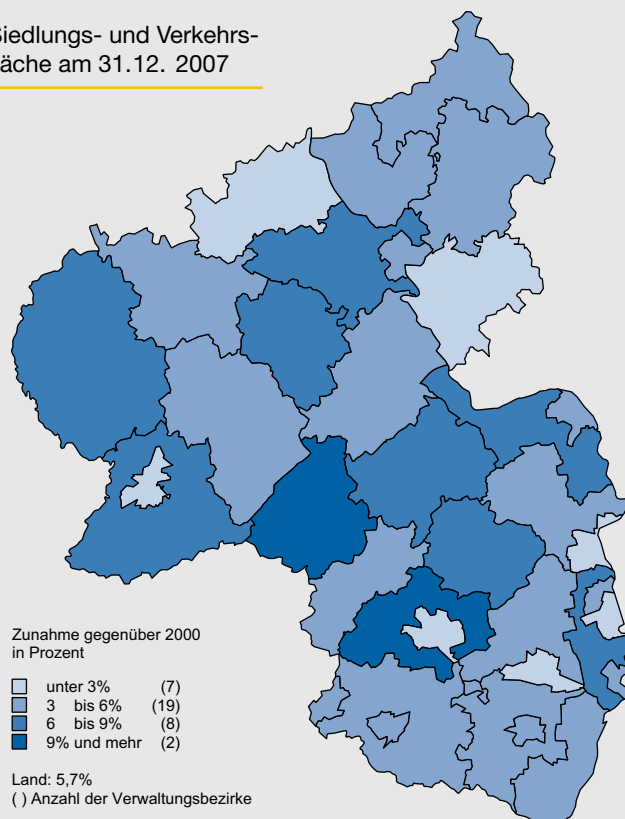 Siedlungs- und Verkehrs-
äche am 31.12. 2007
Zunahme gegenüber 2000
in Prozent
unter 3% (7)
3 bis 6% (19)
6 bis 9% (8)
9% und mehr (2)
Land: 5,7%
( ) Anzahl der Verwaltungsbezirke